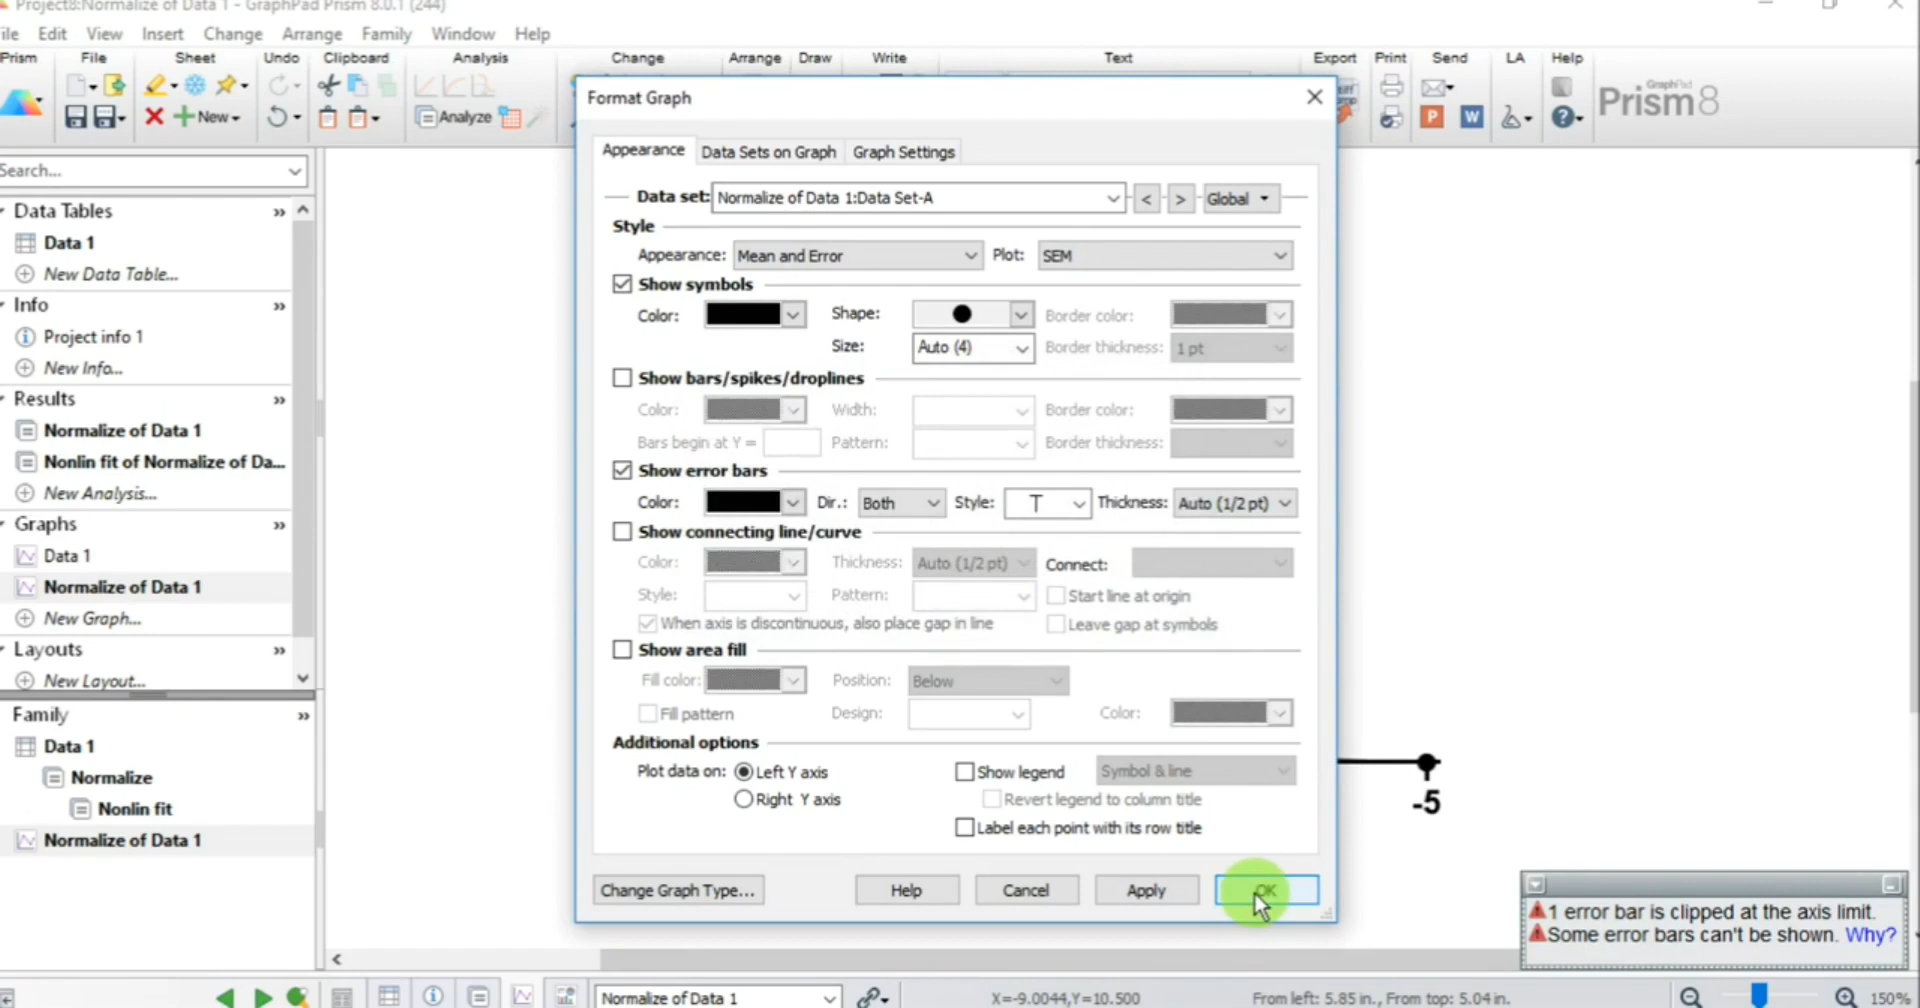 Project8:Normalize of Data 1 - GraphPad Prism 8.0.1 (244)
ile Edit View Insert Change Arrange Family Window Help
Prism File Sheet Undo Clipboard Analysis Change Arrange Draw Write Text Export Print Send LA Help
GraphPad
Prism 8
New
Analyze
Search...
Data Tables
Data 1
New Data Table...
Info
Project info 1
New Info...
Results
Normalize of Data 1
Nonlin fit of Normalize of Da...
New Analysis...
Graphs
Data 1
Normalize of Data 1
New Graph...
Layouts
New Layout...
Family
Data 1
Normalize
Nonlin fit
Normalize of Data 1
Format Graph
Appearance Data Sets on Graph Graph Settings
Data set: Normalize of Data 1:Data Set-A < > Global
Style
Appearance: Mean and Error Plot: SEM
Show symbols
Color: Shape: Border color:
Size: Auto (4) Border thickness: 1 pt
Show bars/spikes/droplines
Color: Width: Border color:
Bars begin at Y = Pattern: Border thickness:
Show error bars
Color: Dir.: Both Style: Thickness: Auto (1/2 pt)
Show connecting line/curve
Color: Thickness: Auto (1/2 pt) Connect:
Style: Pattern: Start line at origin
When axis is discontinuous, also place gap in line Leave gap at symbols
Show area fill
Fill color: Position: Below
Fill pattern Design: Color:
Additional options
Plot data on: Left Y axis Show legend Symbol & line
Right Y axis Revert legend to column title
Label each point with its row title
Change Graph Type... Help Cancel Apply OK
-5
1 error bar is clipped at the axis limit.
Some error bars can't be shown. Why?
Normalize of Data 1 X=-9.0044,Y=10.500 From left: 5.85 in., From top: 5.04 in. 150%